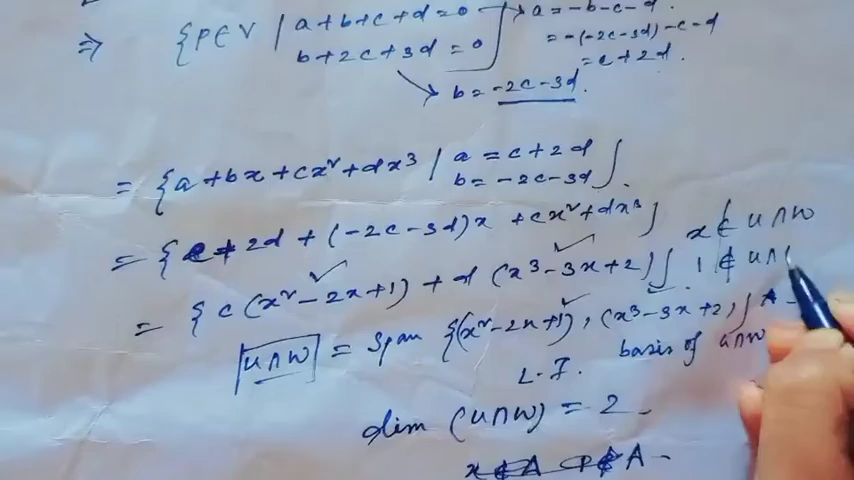 ⇒ {P∈V | a+b+c+d=0 → a = -b-c-d.
b+2c+3d=0 = -(-2c-3d)-c-d
= c+2d.
→ b = -2c-3d.
= {a+bx+cx²+dx³ | a = c+2d
b = -2c-3d}.
= {c+2d+(-2c-3d)x+cx²+dx³} x∉U∩W
= {c(x²-2x+1)+d(x³-3x+2)} 1∉U∩
U∩W = span {(x²-2x+1), (x³-3x+2)} A-
L.I. basis of U∩W
dim (U∩W) = 2.